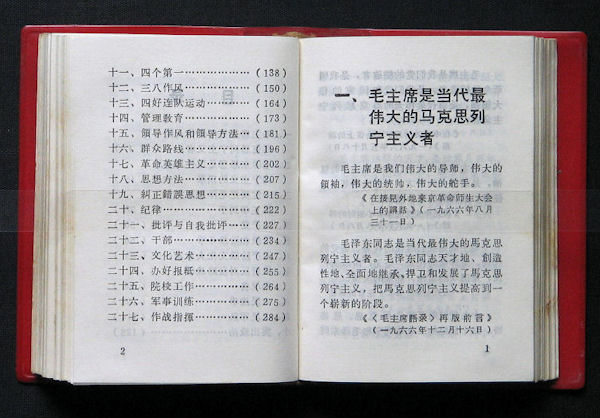 十一、四个第一……………… (138)
十二、三八作风……………… (150)
十三、四好连队运动………… (164)
十四、管理教育……………… (173)
十五、领导作风和领导方法… (181)
十六、群众路线……………… (196)
十七、革命英雄主义………… (202)
十八、思想方法……………… (207)
十九、糾正錯誤思想………… (215)
二十、纪律…………………… (222)
二十一、批评与自我批评…… (227)
二十二、干部………………… (234)
二十三、文化艺术…………… (247)
二十四、办好报紙…………… (255)
二十五、院校工作…………… (264)
二十六、军事训练…………… (275)
二十七、作战指挥…………… (284)
2
一、毛主席是当代最
伟大的马克思列
宁主义者
毛主席是我们伟大的导师，伟大的
领袖，伟大的统帅，伟大的舵手。
《在接見外地来京革命师生大会
上的講話》（一九六六年八月
三十一日）
毛泽东同志是当代最伟大的馬克思
列宁主义者。毛泽东同志天才地、創造
性地、全面地继承、捍卫和发展了馬克思
列宁主义，把馬克思列宁主义提高到一
个崭新的阶段。
《〈毛主席語录〉再版前言》
（一九六六年十二月十六日）
1